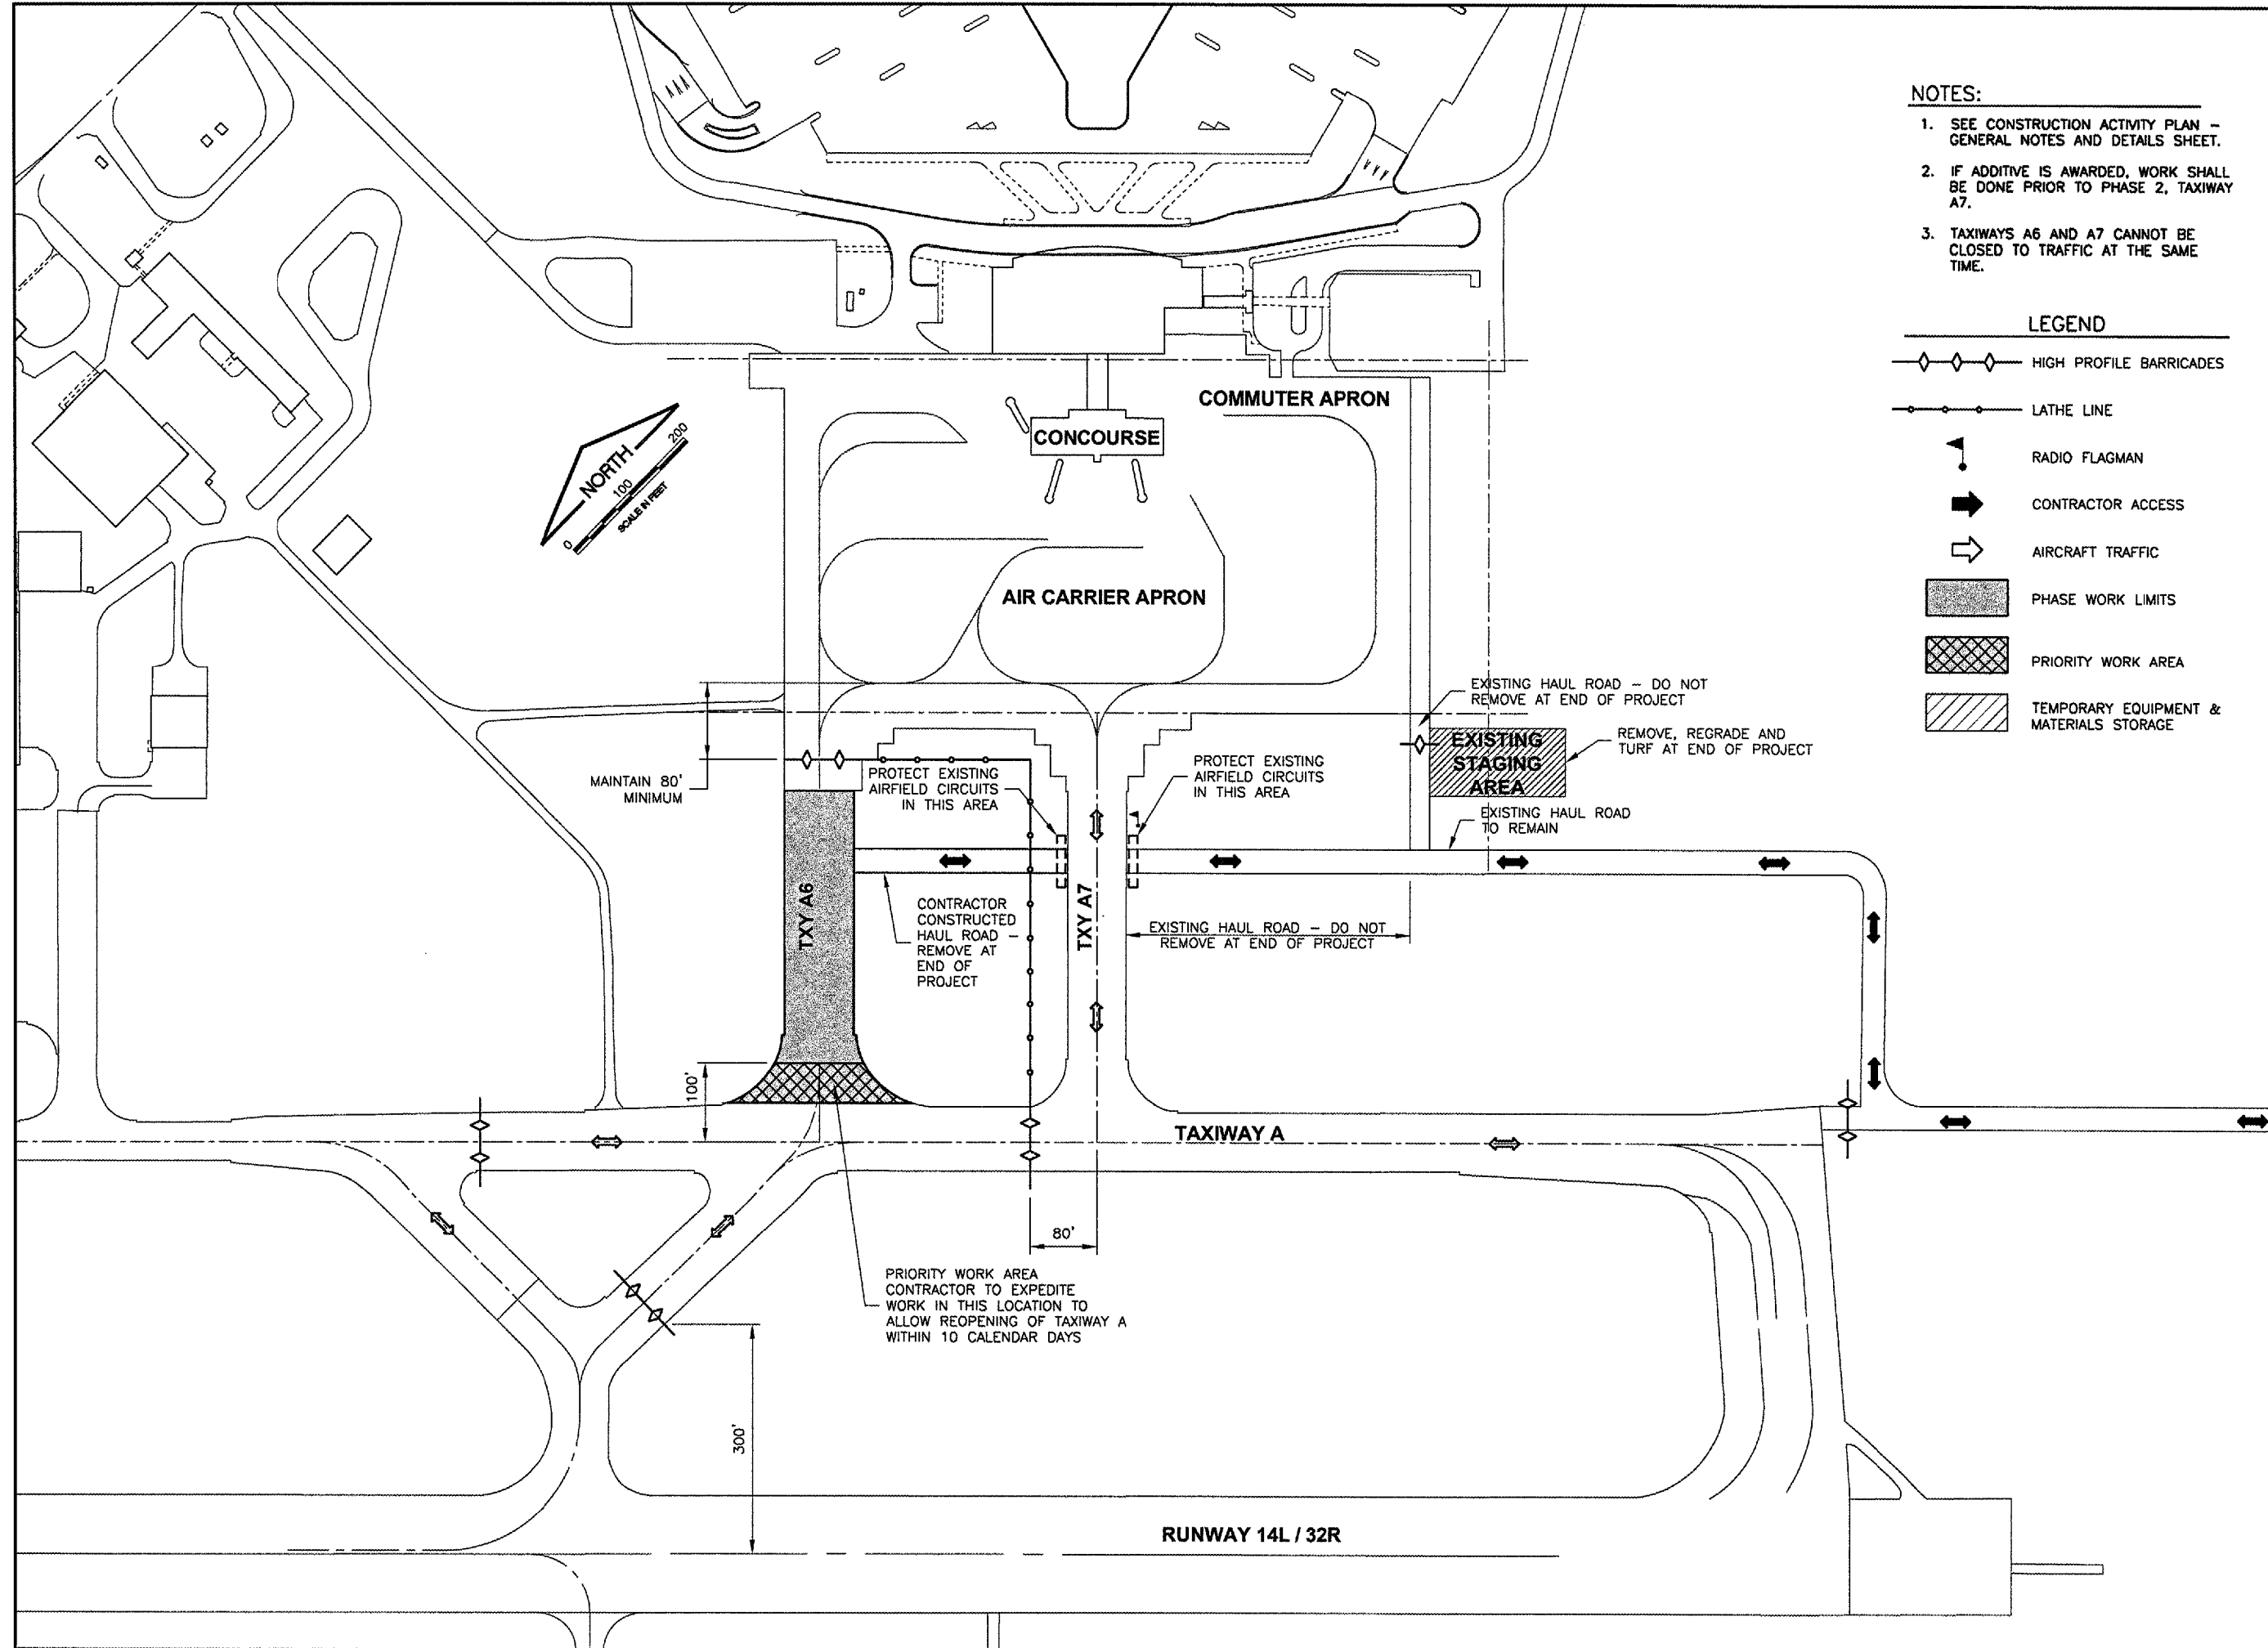 NOTES:
1. SEE CONSTRUCTION ACTIVITY PLAN –
GENERAL NOTES AND DETAILS SHEET.
2. IF ADDITIVE IS AWARDED, WORK SHALL
BE DONE PRIOR TO PHASE 2, TAXIWAY
A7.
3. TAXIWAYS A6 AND A7 CANNOT BE
CLOSED TO TRAFFIC AT THE SAME
TIME.
LEGEND
HIGH PROFILE BARRICADES
LATHE LINE
RADIO FLAGMAN
CONTRACTOR ACCESS
AIRCRAFT TRAFFIC
PHASE WORK LIMITS
PRIORITY WORK AREA
TEMPORARY EQUIPMENT &
MATERIALS STORAGE
COMMUTER APRON
CONCOURSE
NORTH
0
100
200
SCALE IN FEET
AIR CARRIER APRON
EXISTING HAUL ROAD – DO NOT
REMOVE AT END OF PROJECT
EXISTING
STAGING
AREA
REMOVE, REGRADE AND
TURF AT END OF PROJECT
MAINTAIN 80'
MINIMUM
PROTECT EXISTING
AIRFIELD CIRCUITS
IN THIS AREA
PROTECT EXISTING
AIRFIELD CIRCUITS
IN THIS AREA
EXISTING HAUL ROAD
TO REMAIN
TXY A6
CONTRACTOR
CONSTRUCTED
HAUL ROAD –
REMOVE AT
END OF
PROJECT
TXY A7
EXISTING HAUL ROAD – DO NOT
REMOVE AT END OF PROJECT
100'
TAXIWAY A
80'
PRIORITY WORK AREA
CONTRACTOR TO EXPEDITE
WORK IN THIS LOCATION TO
ALLOW REOPENING OF TAXIWAY A
WITHIN 10 CALENDAR DAYS
300'
RUNWAY 14L / 32R